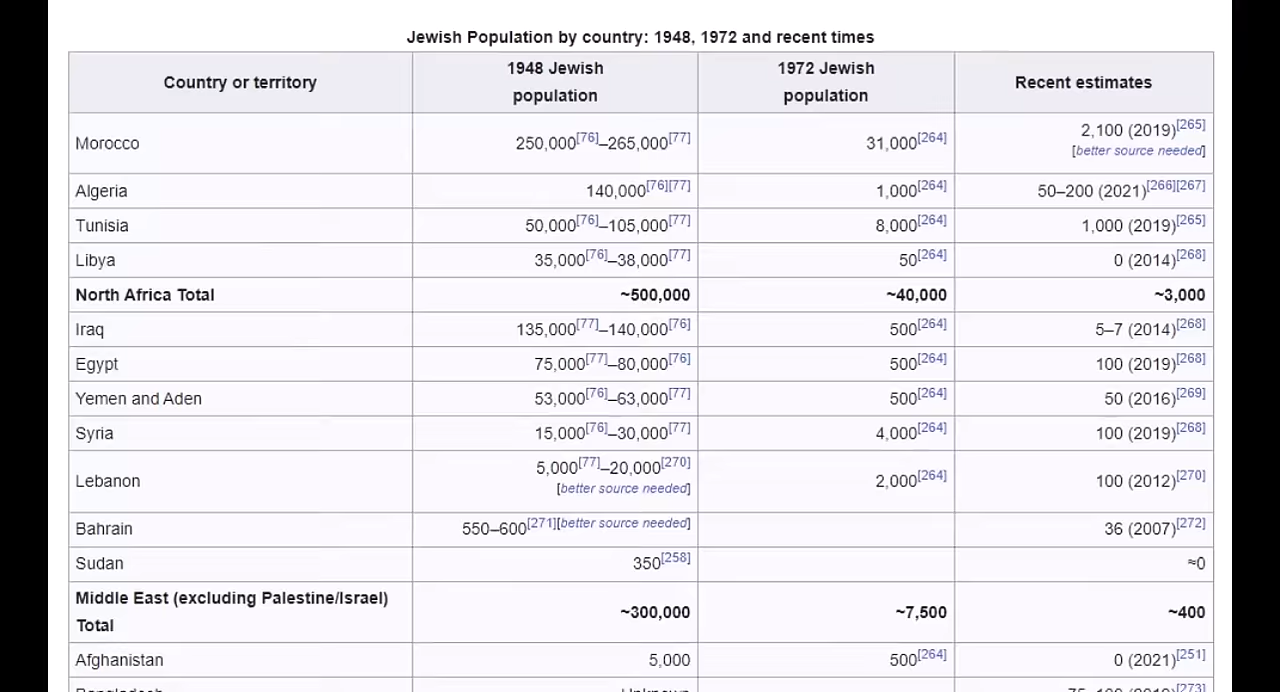 Jewish Population by country: 1948, 1972 and recent times
Country or territory 1948 Jewish population 1972 Jewish population Recent estimates
Morocco 250,000[76]–265,000[77] 31,000[264] 2,100 (2019)[265] [better source needed]
Algeria 140,000[76][77] 1,000[264] 50–200 (2021)[266][267]
Tunisia 50,000[76]–105,000[77] 8,000[264] 1,000 (2019)[265]
Libya 35,000[76]–38,000[77] 50[264] 0 (2014)[268]
North Africa Total ~500,000 ~40,000 ~3,000
Iraq 135,000[77]–140,000[76] 500[264] 5–7 (2014)[268]
Egypt 75,000[77]–80,000[76] 500[264] 100 (2019)[268]
Yemen and Aden 53,000[76]–63,000[77] 500[264] 50 (2016)[269]
Syria 15,000[76]–30,000[77] 4,000[264] 100 (2019)[268]
Lebanon 5,000[77]–20,000[270] [better source needed] 2,000[264] 100 (2012)[270]
Bahrain 550–600[271][better source needed] 36 (2007)[272]
Sudan 350[258] ≈0
Middle East (excluding Palestine/Israel) Total ~300,000 ~7,500 ~400
Afghanistan 5,000 500[264] 0 (2021)[251]